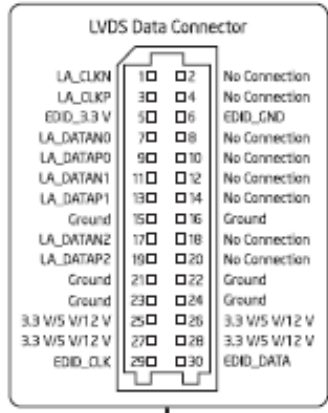 LVDS Data Connector
LA_CLKN 1 2 No Connection
LA_CLKP 3 4 No Connection
EDID_3.3 V 5 6 EDID_GND
LA_DATAN0 7 8 No Connection
LA_DATAP0 9 10 No Connection
LA_DATAN1 11 12 No Connection
LA_DATAP1 13 14 No Connection
Ground 15 16 Ground
LA_DATAN2 17 18 No Connection
LA_DATAP2 19 20 No Connection
Ground 21 22 Ground
Ground 23 24 Ground
3.3 V/5 V/12 V 25 26 3.3 V/5 V/12 V
3.3 V/5 V/12 V 27 28 3.3 V/5 V/12 V
EDID_CLK 29 30 EDID_DATA